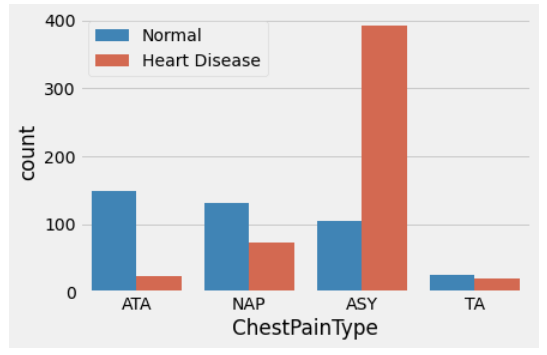 400
Normal
Heart Disease
300
200
100
0
count
ATA NAP ASY TA
ChestPainType